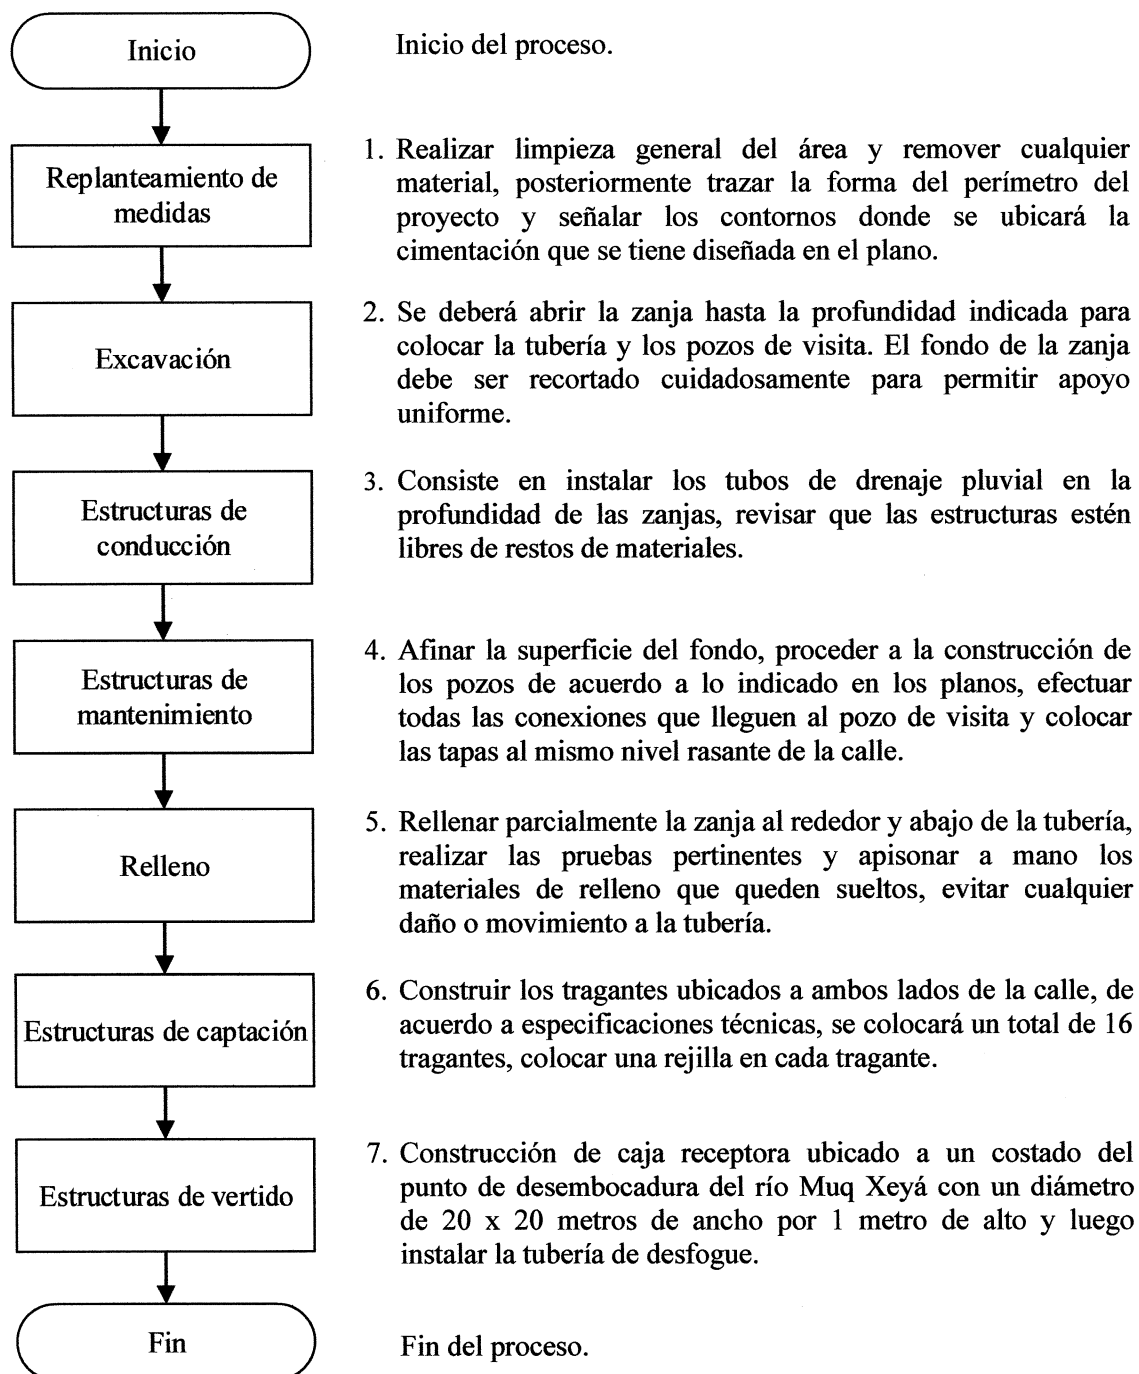 Inicio
Inicio del proceso.
Replanteamiento de
medidas
1. Realizar limpieza general del área y remover cualquier
material, posteriormente trazar la forma del perímetro del
proyecto y señalar los contornos donde se ubicará la
cimentación que se tiene diseñada en el plano.
Excavación
2. Se deberá abrir la zanja hasta la profundidad indicada para
colocar la tubería y los pozos de visita. El fondo de la zanja
debe ser recortado cuidadosamente para permitir apoyo
uniforme.
Estructuras de
conducción
3. Consiste en instalar los tubos de drenaje pluvial en la
profundidad de las zanjas, revisar que las estructuras estén
libres de restos de materiales.
Estructuras de
mantenimiento
4. Afinar la superficie del fondo, proceder a la construcción de
los pozos de acuerdo a lo indicado en los planos, efectuar
todas las conexiones que lleguen al pozo de visita y colocar
las tapas al mismo nivel rasante de la calle.
Relleno
5. Rellenar parcialmente la zanja al rededor y abajo de la tubería,
realizar las pruebas pertinentes y apisonar a mano los
materiales de relleno que queden sueltos, evitar cualquier
daño o movimiento a la tubería.
Estructuras de captación
6. Construir los tragantes ubicados a ambos lados de la calle, de
acuerdo a especificaciones técnicas, se colocará un total de 16
tragantes, colocar una rejilla en cada tragante.
Estructuras de vertido
7. Construcción de caja receptora ubicado a un costado del
punto de desembocadura del río Muq Xeyá con un diámetro
de 20 x 20 metros de ancho por 1 metro de alto y luego
instalar la tubería de desfogue.
Fin
Fin del proceso.